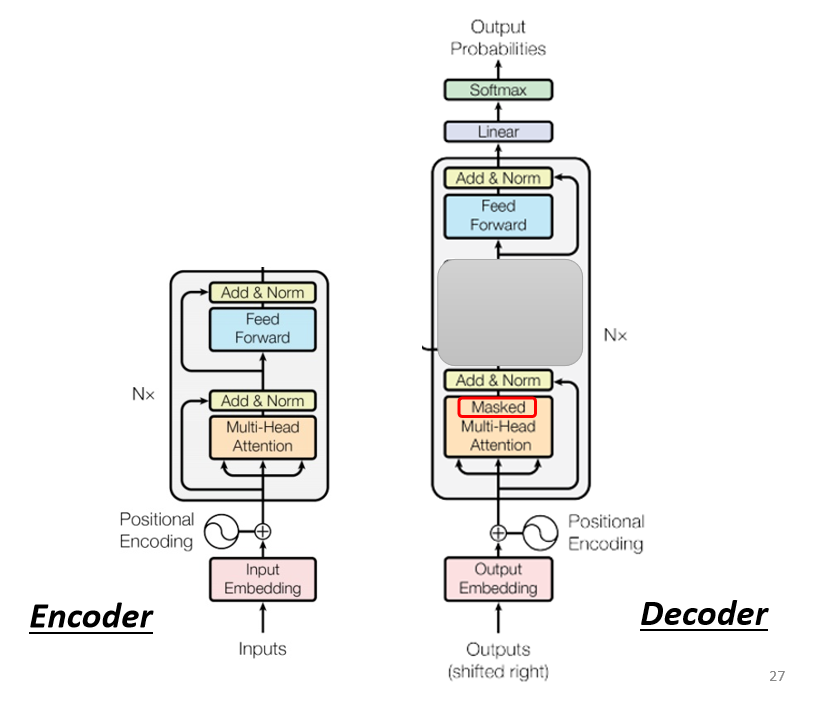 Output
Probabilities
Softmax
Linear
Add & Norm
Feed
Forward
Nx
Add & Norm
Masked
Multi-Head
Attention
Positional
Encoding
Output
Embedding
Outputs
(shifted right)
Decoder
Add & Norm
Feed
Forward
Nx
Add & Norm
Multi-Head
Attention
Positional
Encoding
Input
Embedding
Inputs
Encoder
27